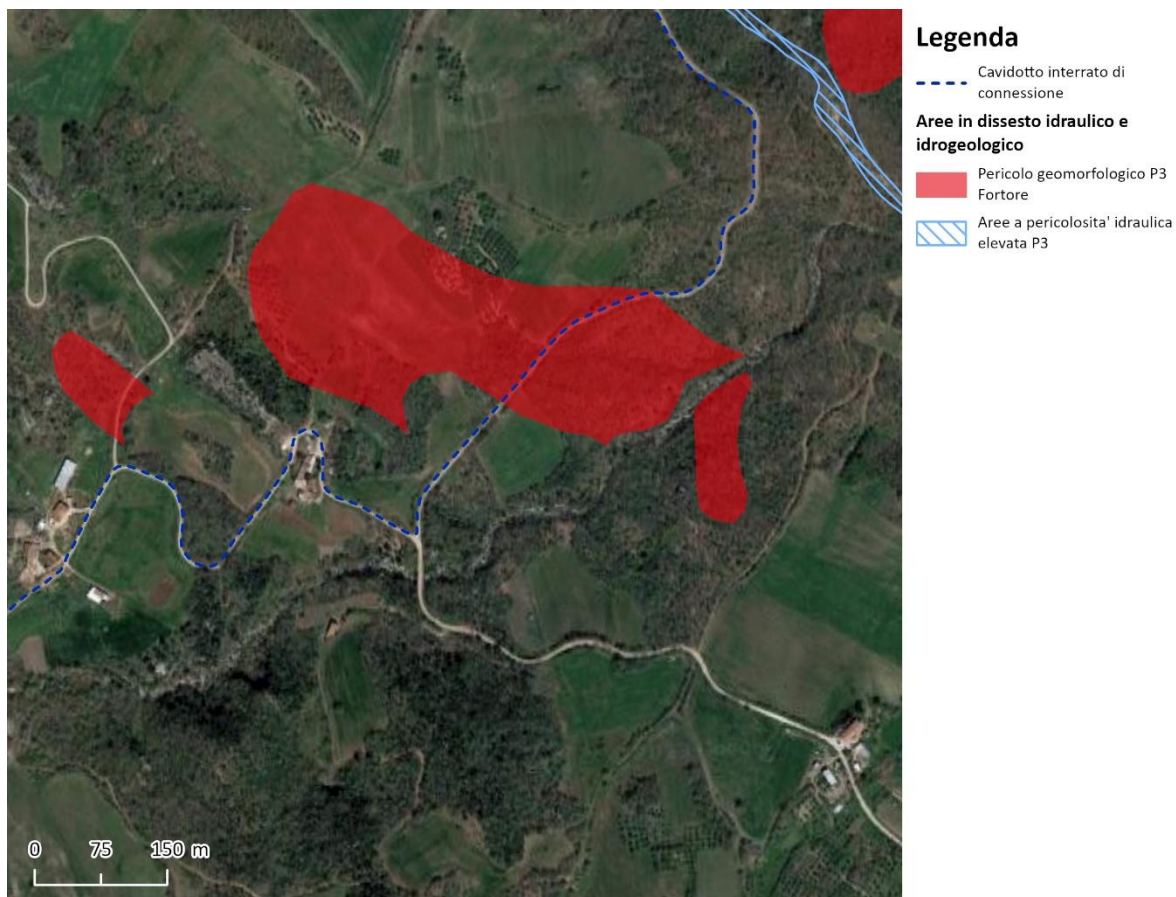 Legenda
Cavidotto interrato di
connessione
Aree in dissesto idraulico e
idrogeologico
Pericolo geomorfologico P3
Fortore
Aree a pericolosita' idraulica
elevata P3
0 75 150 m